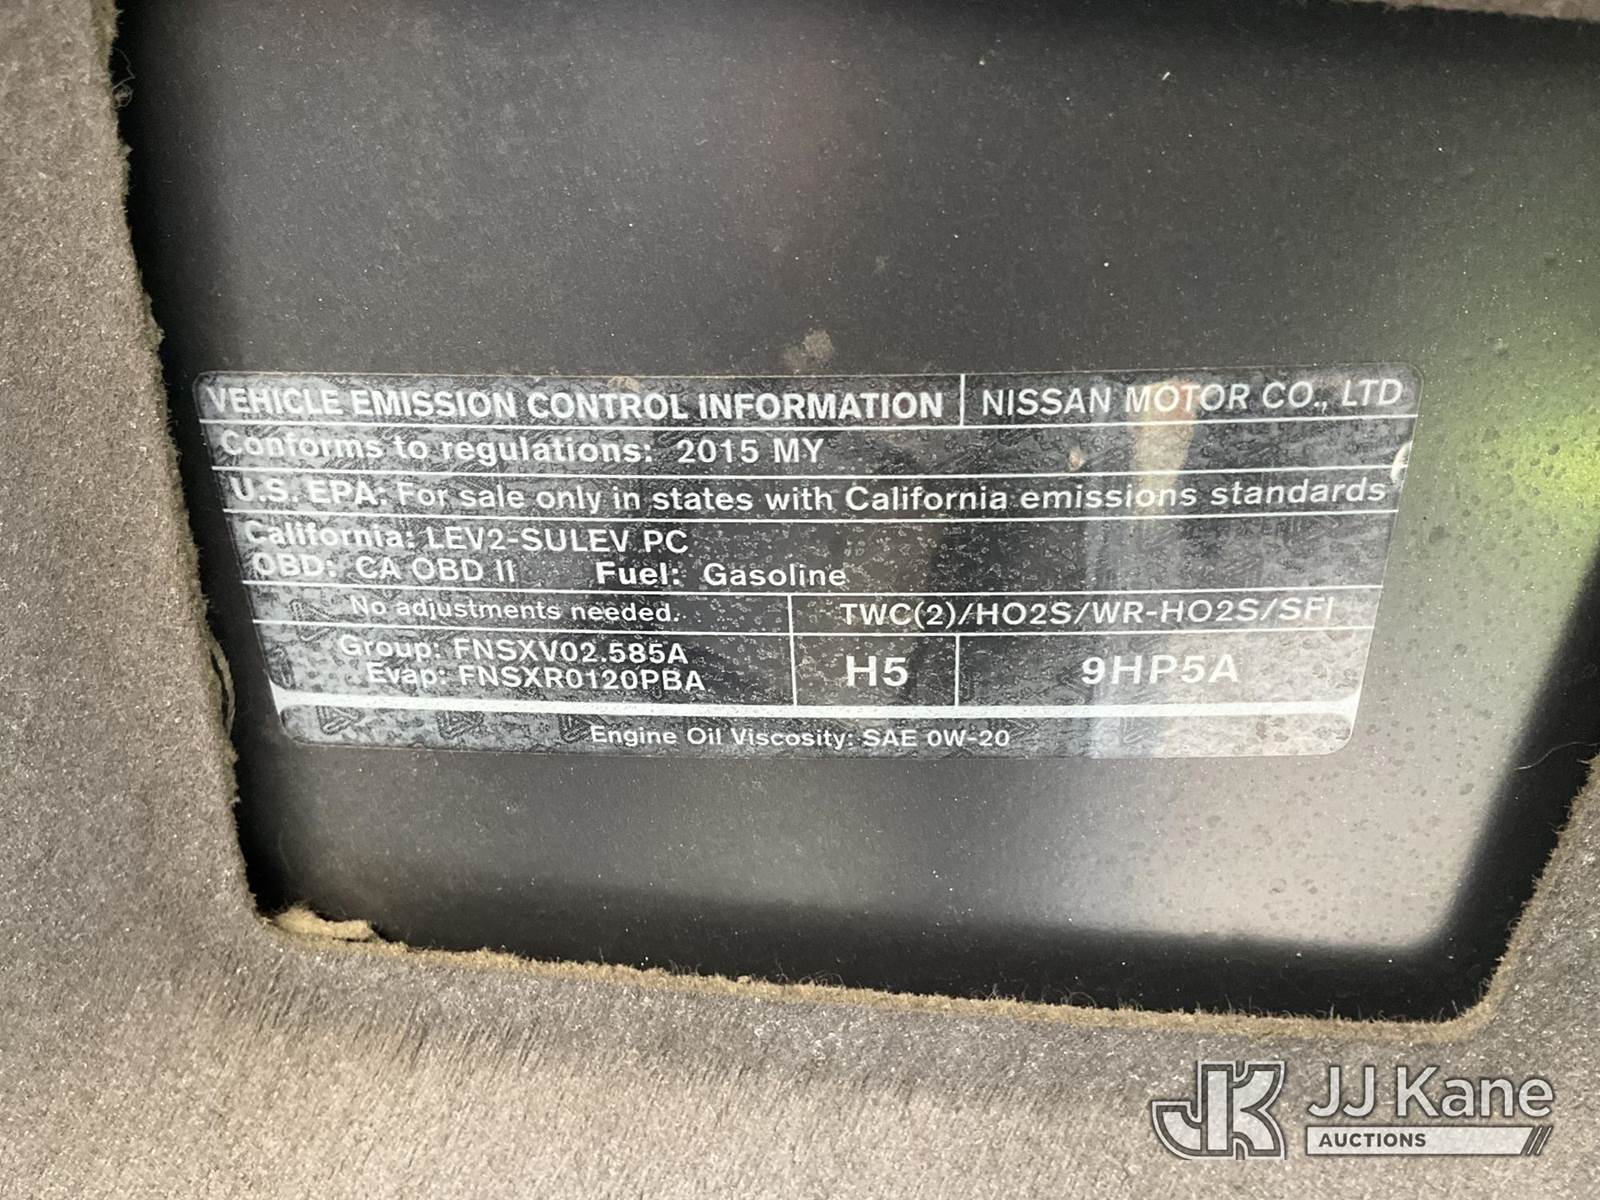 VEHICLE EMISSION CONTROL INFORMATION NISSAN MOTOR CO., LTD
Conforms to regulations: 2015 MY
U.S. EPA: For sale only in states with California emissions standards
California: LEV2-SULEV PC
OBD: CA OBD II Fuel: Gasoline
No adjustments needed. TWC(2)/HO2S/WR-HO2S/SFI
Group: FNSXV02.585A
Evap: FNSXR0120PBA
H5 9HP5A
Engine Oil Viscosity: SAE 0W-20
JK JJ Kane
AUCTIONS